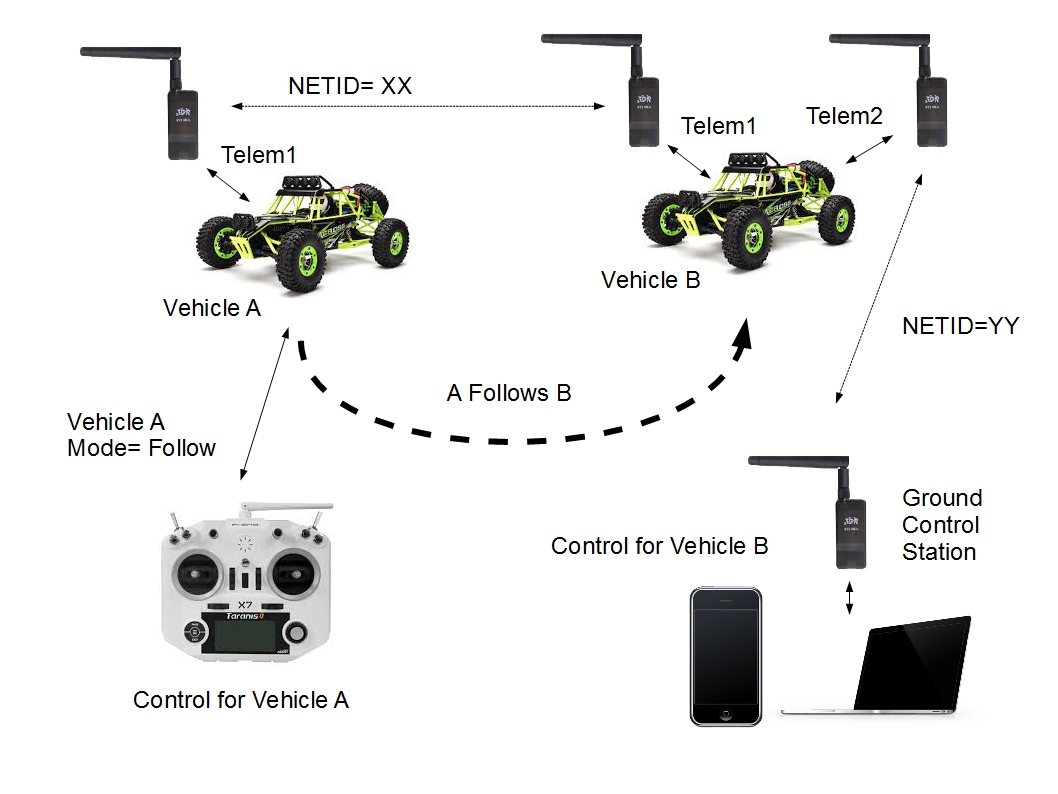 NETID= XX
Telem1
Telem1
Telem2
Vehicle A
Vehicle B
NETID=YY
A Follows B
Vehicle A
Mode= Follow
Ground
Control
Station
Control for Vehicle B
X7
Taranis Q
Control for Vehicle A